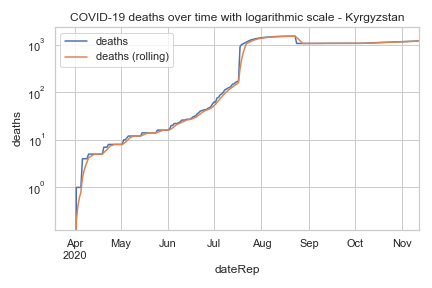 COVID-19 deaths over time with logarithmic scale - Kyrgyzstan
deaths
deaths (rolling)
10³
10²
10¹
10⁰
deaths
Apr
2020
May
Jun
Jul
Aug
Sep
Oct
Nov
dateRep